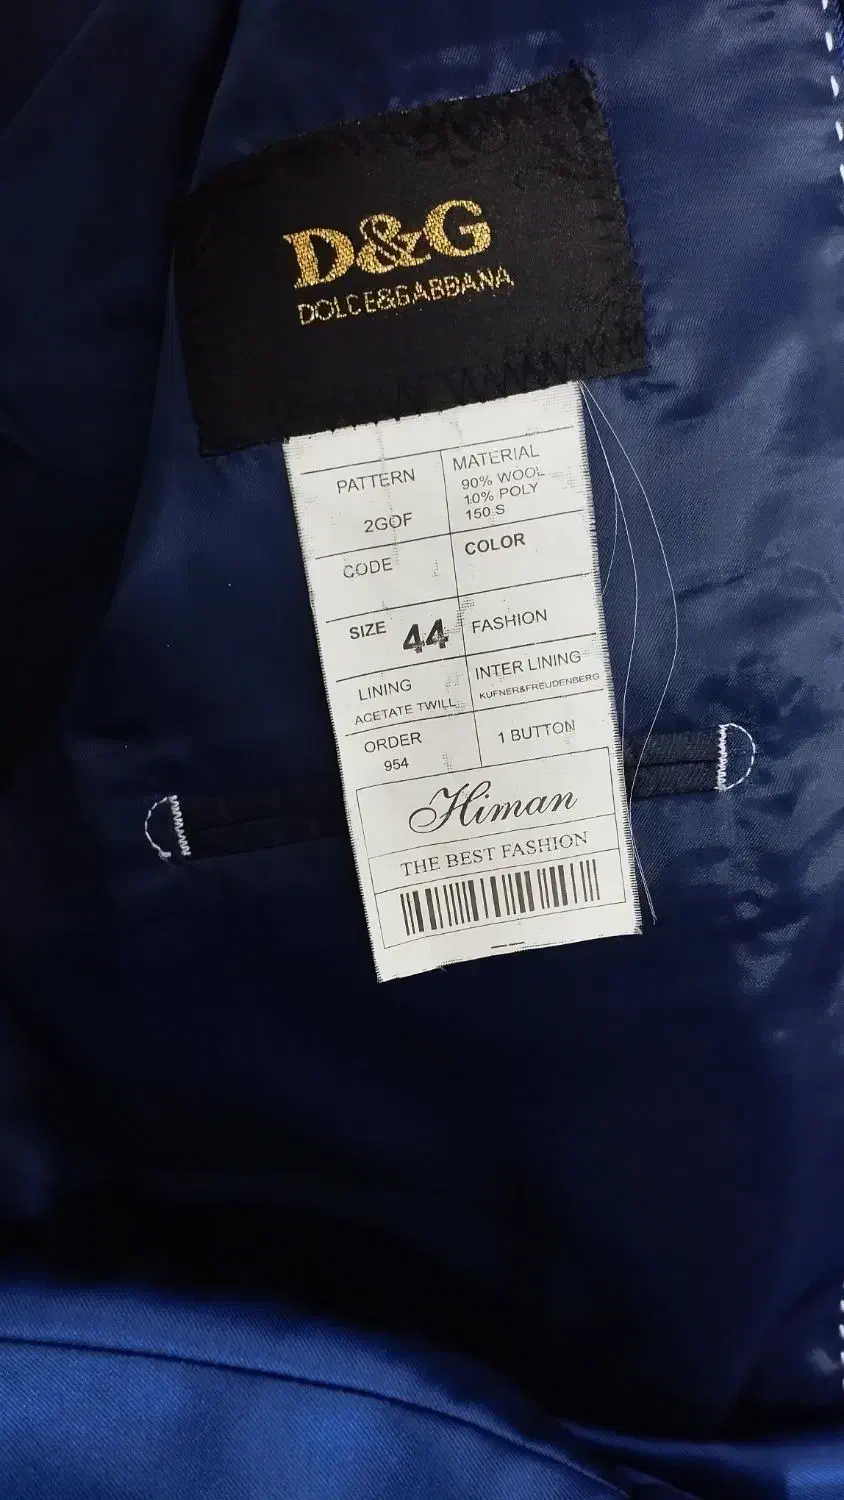 D&G
DOLCE&GABBANA
PATTERN
2GOF
MATERIAL
90% WOOL
10% POLY
150 S
CODE
COLOR
SIZE 44
FASHION
LINING
ACETATE TWILL
INTER LINING
KUFNER&FREUDENBERG
ORDER
954
1 BUTTON
Himan
THE BEST FASHION